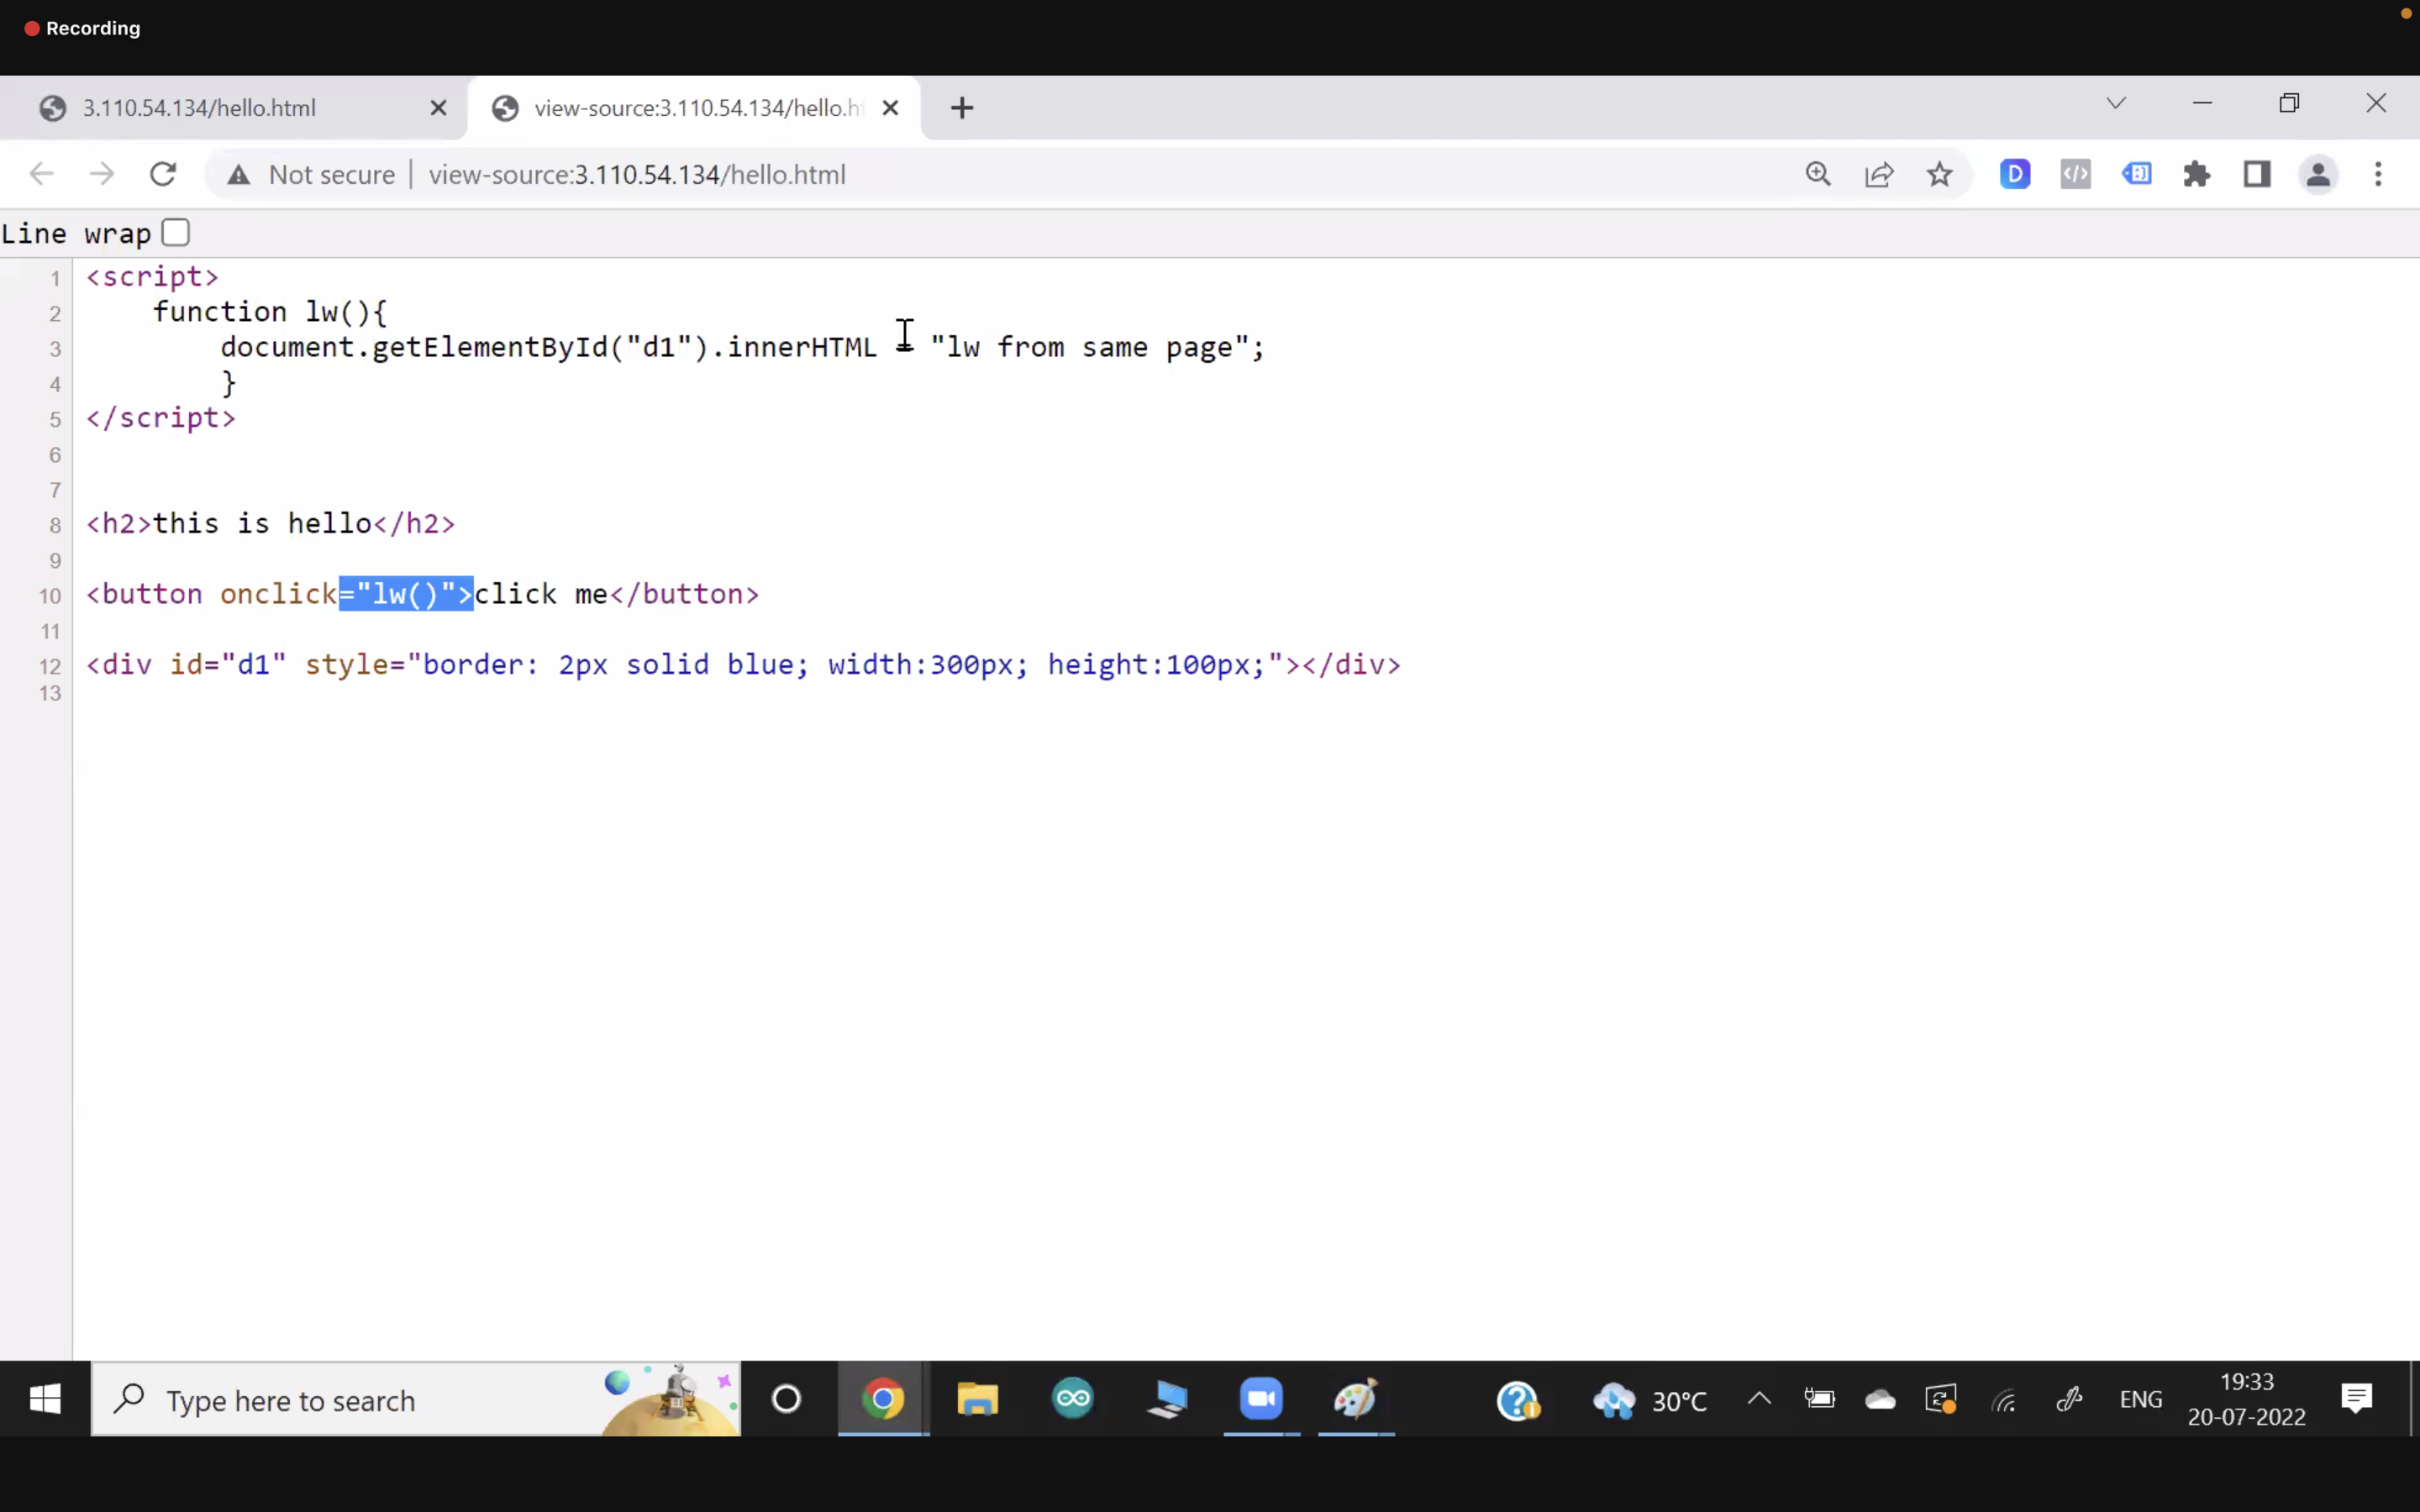 Recording
3.110.54.134/hello.html
view-source:3.110.54.134/hello.ht
Not secure
view-source:3.110.54.134/hello.html
D
Line wrap
1 <script>
2 function lw(){
3 document.getElementById("d1").innerHTML "lw from same page";
4 }
5 </script>
6
7
8 <h2>this is hello</h2>
9
10 <button onclick="lw()">click me</button>
11
12 <div id="d1" style="border: 2px solid blue; width:300px; height:100px;"></div>
13
Type here to search
30°C
ENG
19:33
20-07-2022